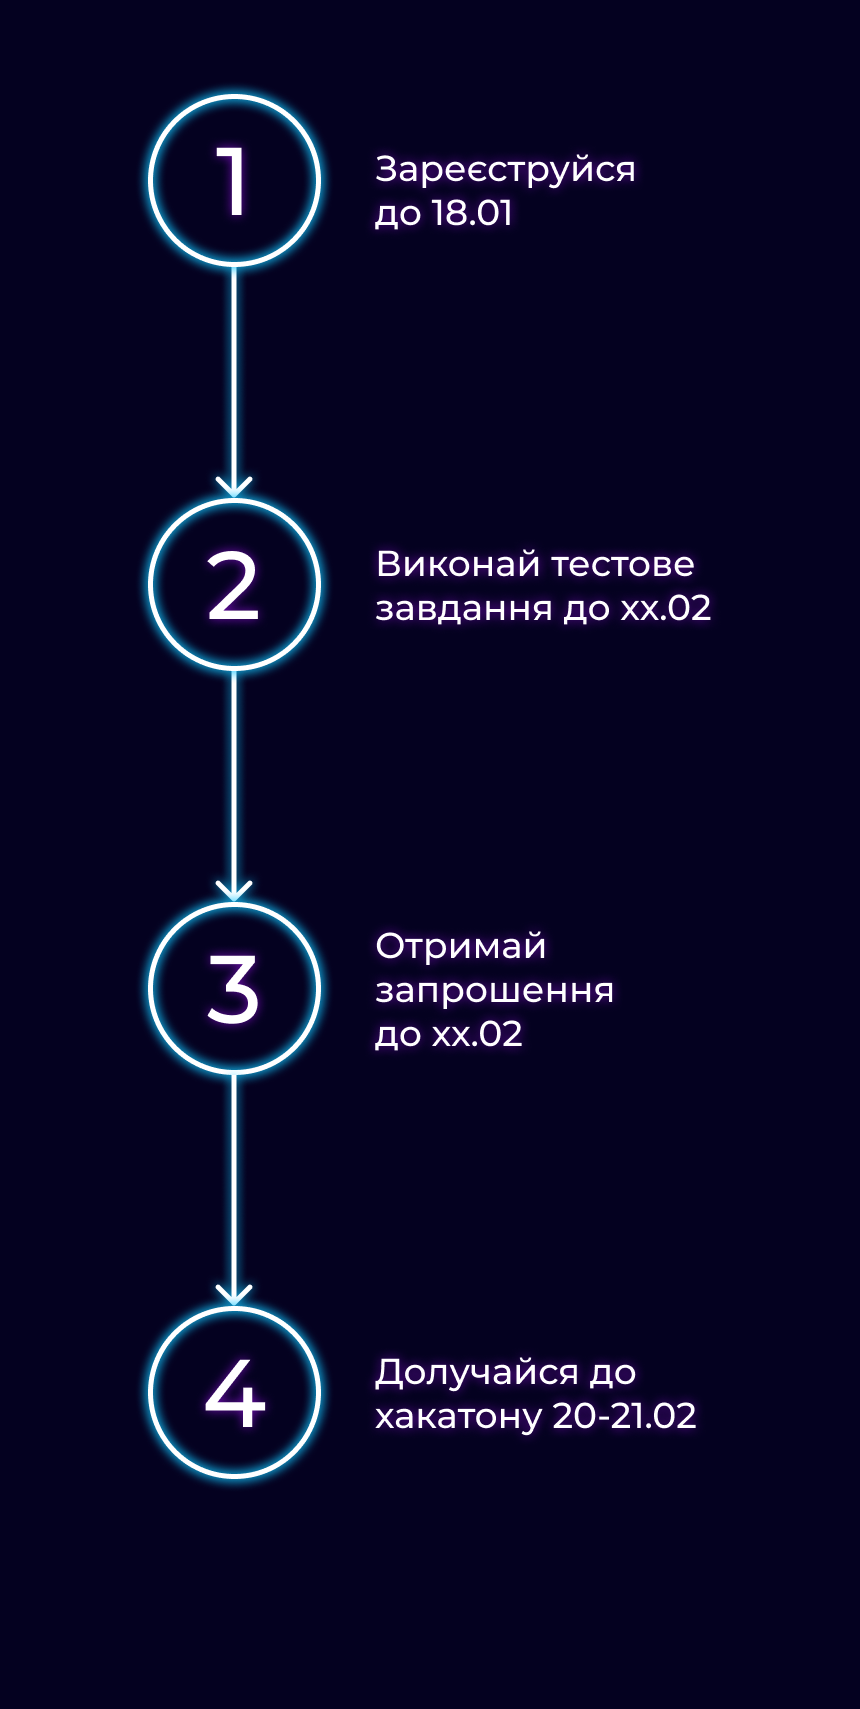 1
Зареєструйся
до 18.01
2
Виконай тестове
завдання до хх.02
3
Отримай
запрошення
до хх.02
4
Долучайся до
хакатону 20-21.02